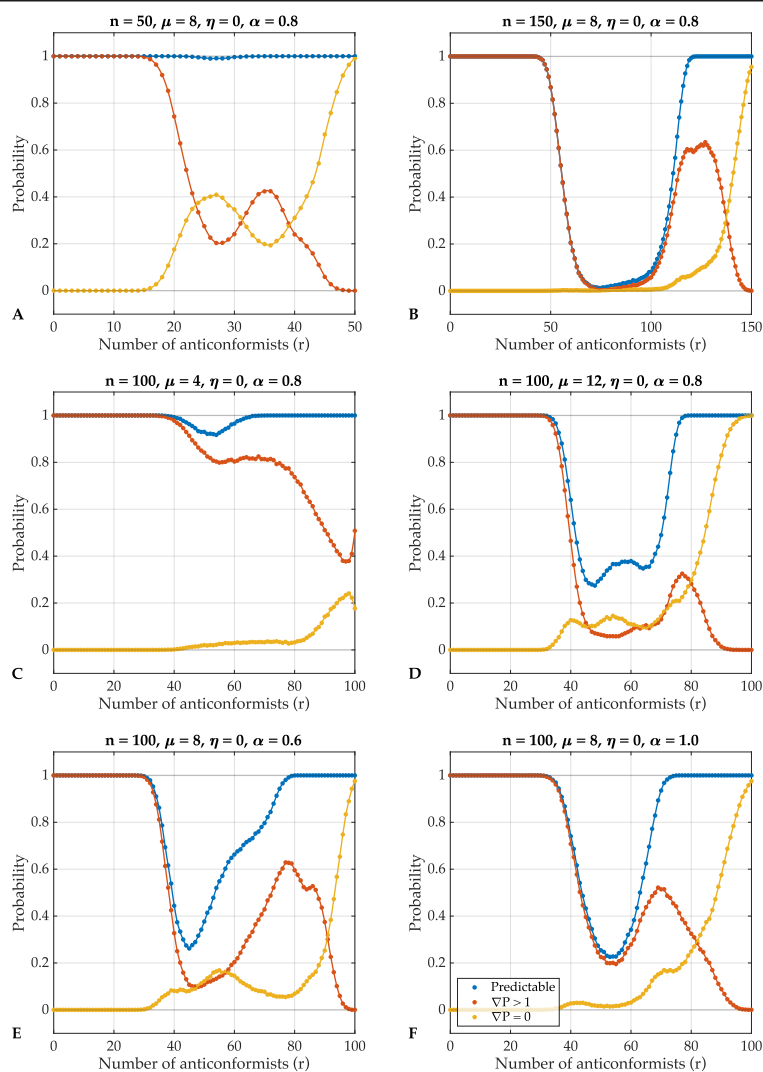 n = 50, μ = 8, η = 0, α = 0.8
1
0.8
0.6
0.4
0.2
0
Probability
0 10 20 30 40 50
Number of anticonformists (r)
A
n = 150, μ = 8, η = 0, α = 0.8
1
0.8
0.6
0.4
0.2
0
Probability
0 50 100 150
Number of anticonformists (r)
B
n = 100, μ = 4, η = 0, α = 0.8
1
0.8
0.6
0.4
0.2
0
Probability
0 20 40 60 80 100
Number of anticonformists (r)
C
n = 100, μ = 12, η = 0, α = 0.8
1
0.8
0.6
0.4
0.2
0
Probability
0 20 40 60 80 100
Number of anticonformists (r)
D
n = 100, μ = 8, η = 0, α = 0.6
1
0.8
0.6
0.4
0.2
0
Probability
0 20 40 60 80 100
Number of anticonformists (r)
E
n = 100, μ = 8, η = 0, α = 1.0
1
0.8
0.6
0.4
0.2
0
Probability
Predictable
∇P > 1
∇P = 0
0 20 40 60 80 100
Number of anticonformists (r)
F